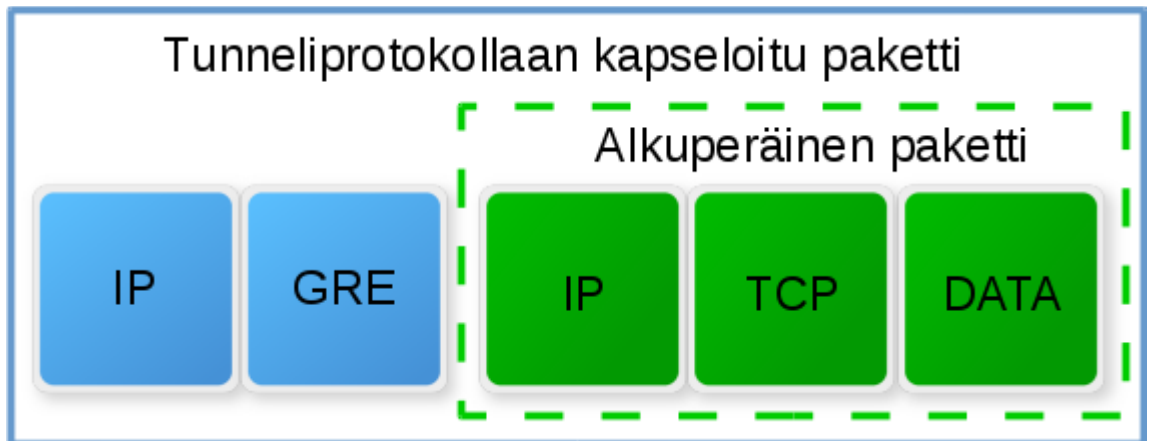 Tunneliprotokollaan kapseloitu paketti
Alkuperäinen paketti
IP GRE IP TCP DATA